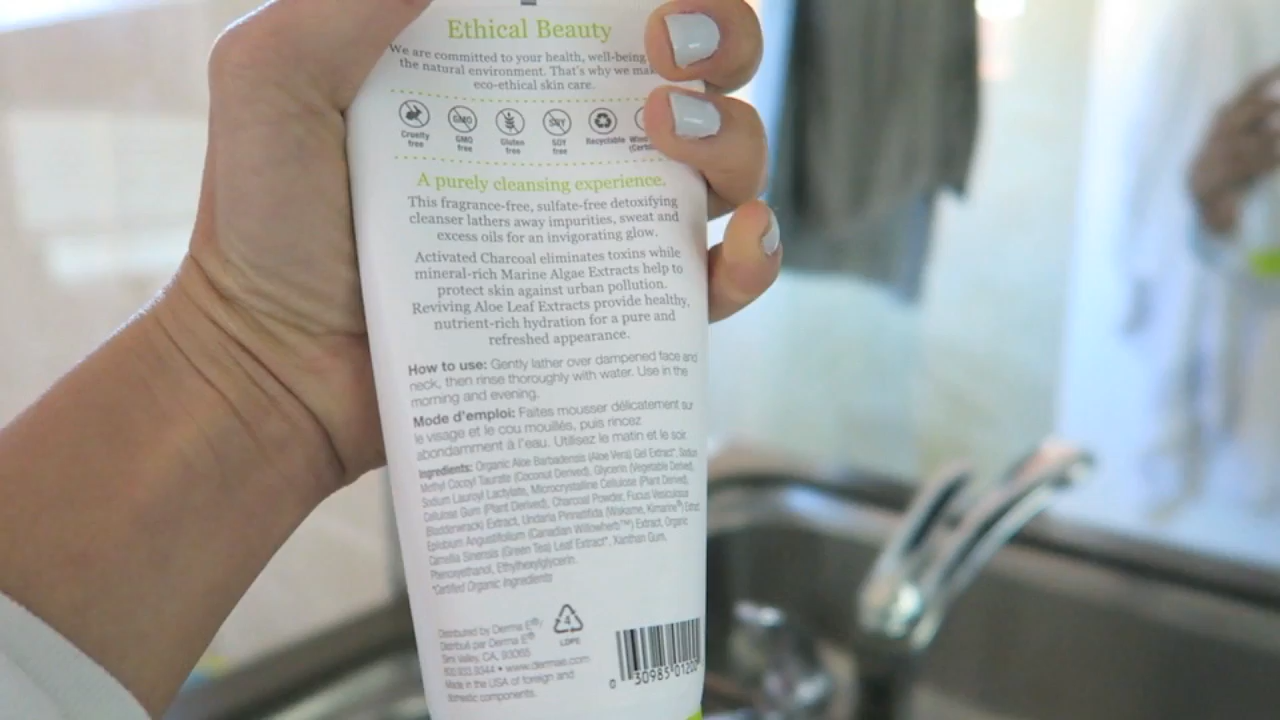 Ethical Beauty
We are committed to your health, well-being
the natural environment. That's why we
eco-ethical skin care.
Cruelty free
GMO
GMO free
Gluten free
SOY
SOY free
Recyclable
A purely cleansing experience.
This fragrance-free, sulfate-free detoxifying
cleanser lathers away impurities, sweat and
excess oils for an invigorating glow.
Activated Charcoal eliminates toxins while
mineral-rich Marine Algae Extracts help to
protect skin against urban pollution.
Reviving Aloe Leaf Extracts provide healthy,
nutrient-rich hydration for a pure and
refreshed appearance.
How to use: Gently lather over dampened face and
neck, then rinse thoroughly with water. Use in the
morning and evening.
Mode d'emploi: Faites mousser délicatement sur
le visage et le cou mouillés, puis rincez
abondamment à l'eau. Utilisez le matin et le soir.
Ingredients: Organic Aloe Barbadensis (Aloe Vera) Gel Extract*, Sodium
Methyl Cocoyl Taurate (Coconut Derived), Glycerin (Vegetable Derived),
Sodium Lauroyl Lactylate, Microcrystalline Cellulose (Plant Derived),
Cellulose Gum (Plant Derived), Charcoal Powder, Fucus Vesiculosus
(Bladderwrack) Extract, Undaria Pinnatifida (Wakame, Kimarine®) Extract
Epilobium Angustifolium (Canadian Willowherb™) Extract, Organic
Camellia Sinensis (Green Tea) Leaf Extract*, Xanthan Gum,
Phenoxyethanol, Ethylhexylglycerin.
*Certified Organic Ingredients
Distributed by Derma E®/
Distribué par Derma E®
Simi Valley, CA, 93065
800.933.9344 • www.dermae.com
Made in the USA of foreign and
domestic components.
4
LDPE
0 30985 01200